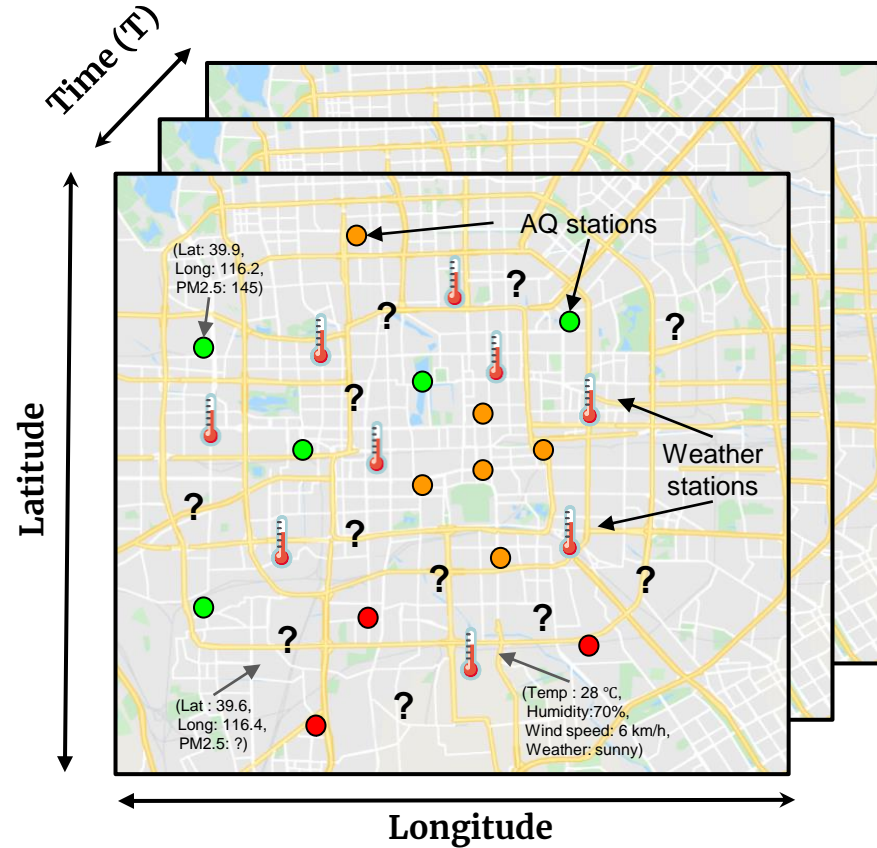 Time (T)
AQ stations
(Lat: 39.9,
Long: 116.2,
PM2.5: 145)
?
?
?
?
Weather
stations
Latitude
?
?
?
?
?
?
(Lat : 39.6,
Long: 116.4,
PM2.5: ?)
(Temp : 28 ℃,
Humidity:70%,
Wind speed: 6 km/h,
Weather: sunny)
?
Longitude